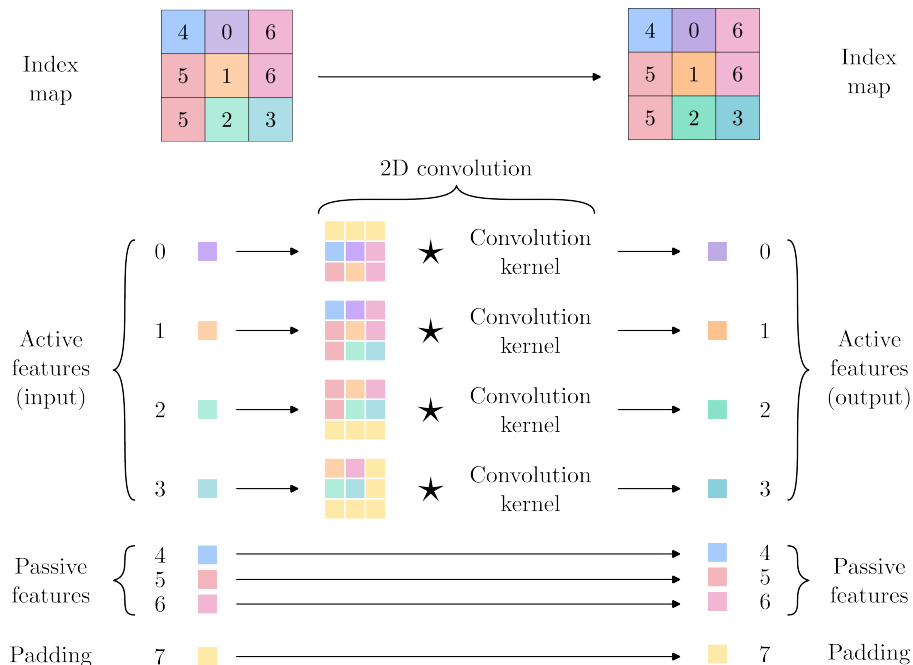 Index
map
4 0 6
5 1 6
5 2 3
4 0 6
5 1 6
5 2 3
Index
map
2D convolution
Active
features
(input)
0
Convolution
kernel
0
1
Convolution
kernel
1
2
Convolution
kernel
2
3
Convolution
kernel
3
Active
features
(output)
Passive
features
4
5
6
4
5
6
Passive
features
Padding
7
7
Padding